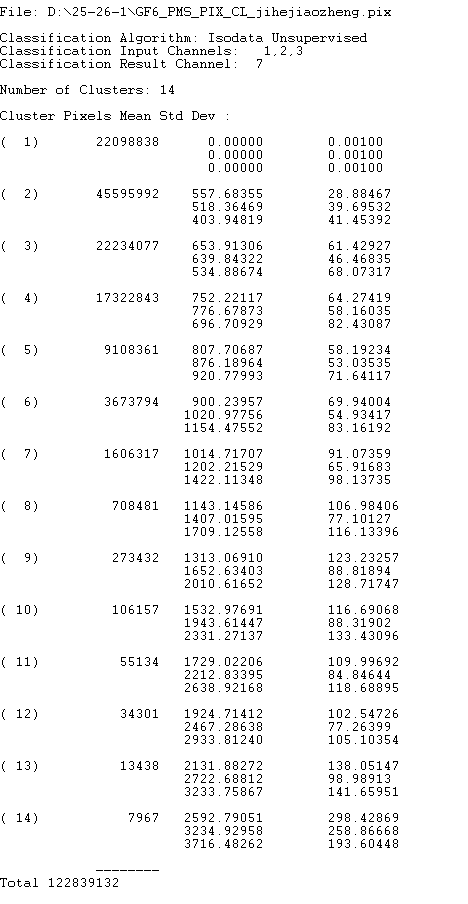 File: D:\25-26-1\GF6_PMS_PIX_CL_jihejiaozheng.pix
Classification Algorithm: Isodata Unsupervised
Classification Input Channels:   1,2,3
Classification Result Channel:  7
Number of Clusters: 14
Cluster Pixels Mean Std Dev :
(  1)       22098838      0.00000        0.00100
0.00000        0.00100
0.00000        0.00100
(  2)       45595992   557.68355      28.88467
518.36469      39.69532
403.94819      41.45392
(  3)       22234077   653.91306      61.42927
639.84322      46.46835
534.88674      68.07317
(  4)       17322843   752.22117      64.27419
776.67873      58.16035
696.70929      82.43087
(  5)        9108361   807.70687      58.19234
876.18964      53.03535
920.77993      71.64117
(  6)        3673794   900.23957      69.94004
1020.97756      54.93417
1154.47552      83.16192
(  7)        1606317   1014.71707      91.07359
1202.21529      65.91683
1422.11348      98.13735
(  8)         708481   1143.14586      106.98406
1407.01595      77.10127
1709.12558      116.13396
(  9)         273432   1313.06910      123.23257
1652.63403      88.81894
2010.61652      128.71747
( 10)         106157   1532.97691      116.69068
1943.61447      88.31902
2331.27137      133.43096
( 11)          55134   1729.02206      109.99692
2212.83395      84.84644
2638.92168      118.68895
( 12)          34301   1924.71412      102.54726
2467.28638      77.26399
2933.81240      105.10354
( 13)          13438   2131.88272      138.05147
2722.68812      98.98913
3233.75867      141.65951
( 14)           7967   2592.79051      298.42869
3234.92958      258.86668
3716.48262      193.60448
________
Total 122839132